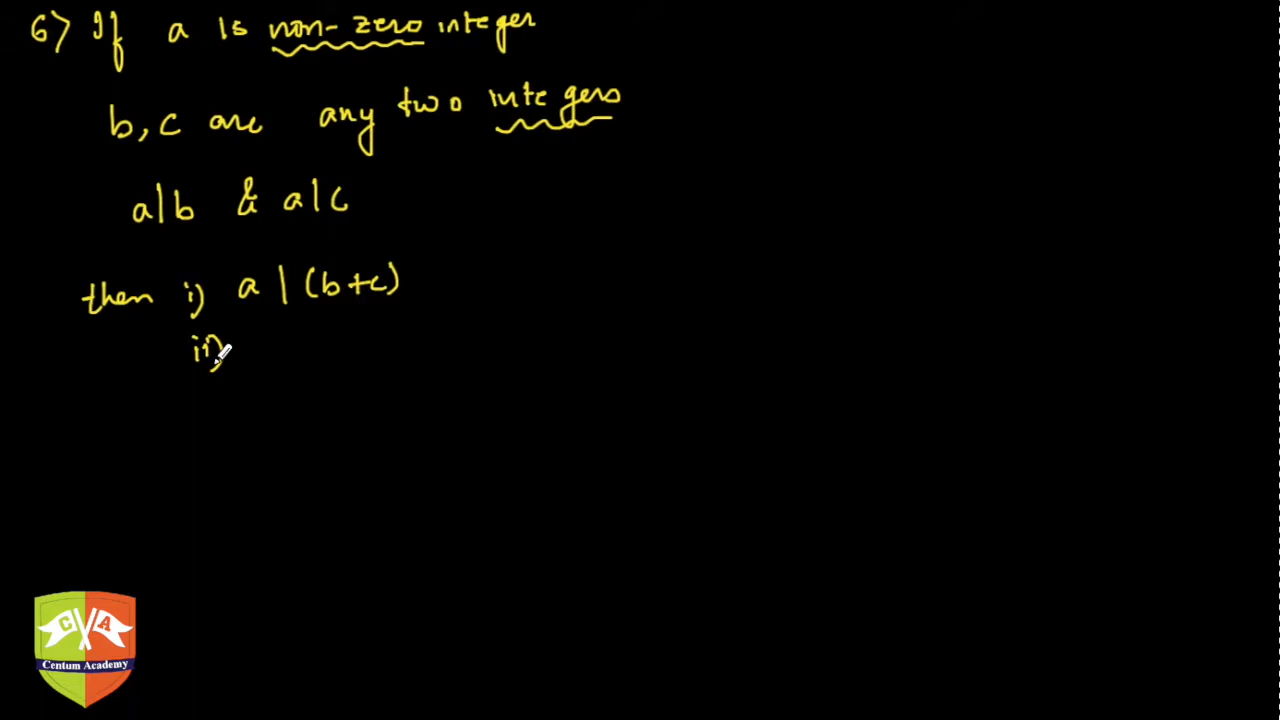 6) If a is non-zero integer
b, c are any two integers
a|b & a|c
then i) a | (b+c)
ii)
C A
Centum Academy